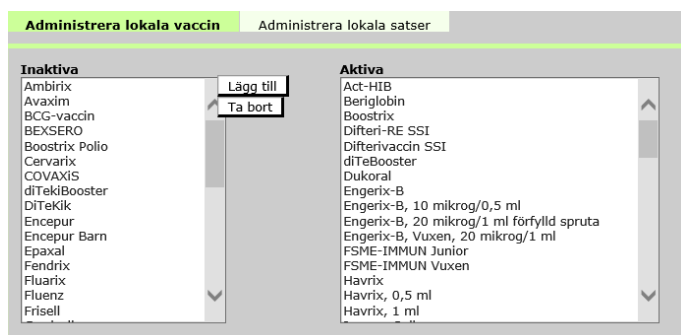 Administrera lokala vaccin
Administrera lokala satser
Inaktiva
Ambirix
Avaxim
BCG-vaccin
BEXSERO
Boostrix Polio
Cervarix
COVAXiS
diTekiBooster
DiTeKik
Encepur
Encepur Barn
Epaxal
Fendrix
Fluarix
Fluenz
Frisell
Lägg till
Ta bort
Aktiva
Act-HIB
Beriglobin
Boostrix
Difteri-RE SSI
Difterivaccin SSI
diTeBooster
Dukoral
Engerix-B
Engerix-B, 10 mikrog/0,5 ml
Engerix-B, 20 mikrog/1 ml förfylld spruta
Engerix-B, Vuxen, 20 mikrog/1 ml
FSME-IMMUN Junior
FSME-IMMUN Vuxen
Havrix
Havrix, 0,5 ml
Havrix, 1 ml